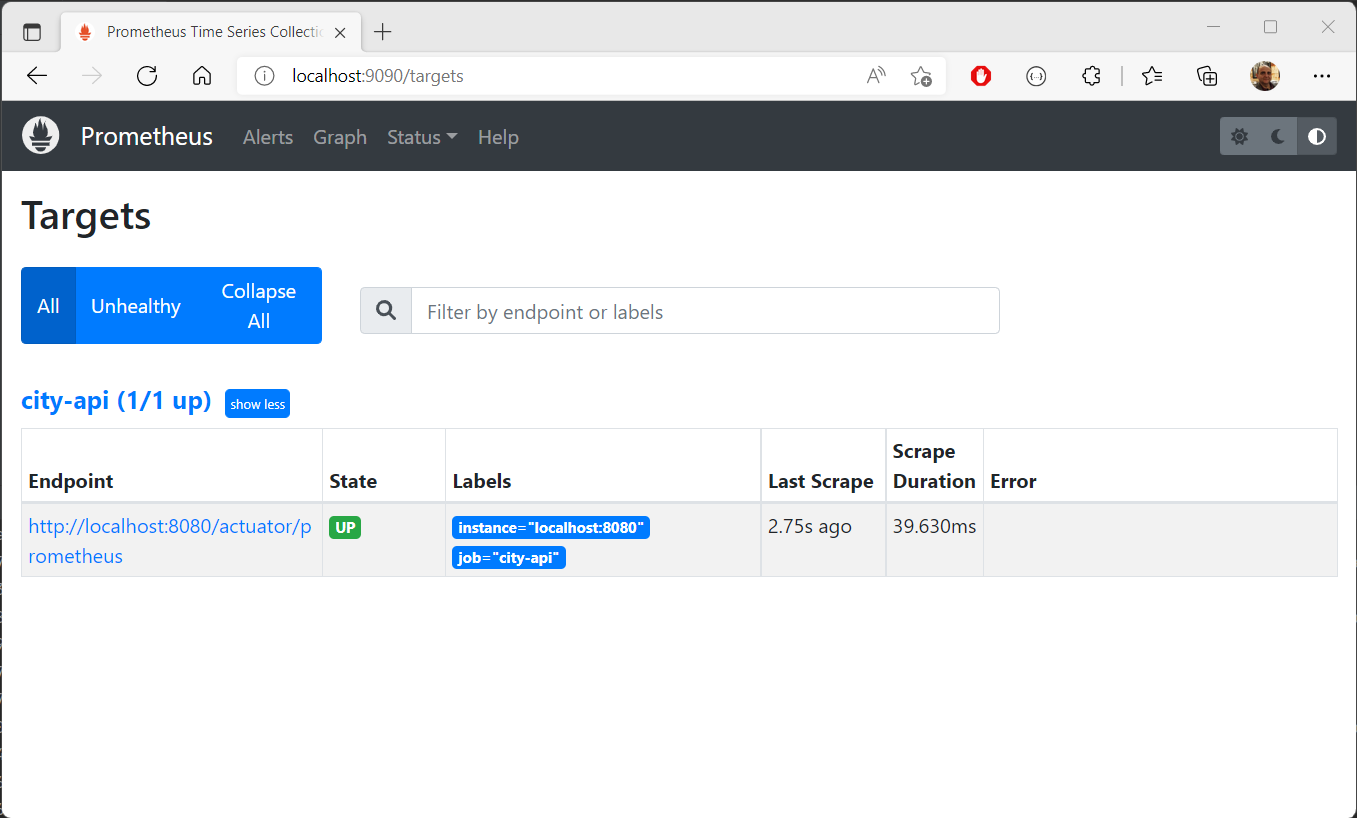 Prometheus Time Series Collectio
localhost:9090/targets
Prometheus Alerts Graph Status Help
Targets
All Unhealthy Collapse All
Filter by endpoint or labels
city-api (1/1 up) show less
Endpoint State Labels Last Scrape Scrape Duration Error
http://localhost:8080/actuator/p
rometheus
UP
instance="localhost:8080"
job="city-api"
2.75s ago
39.630ms